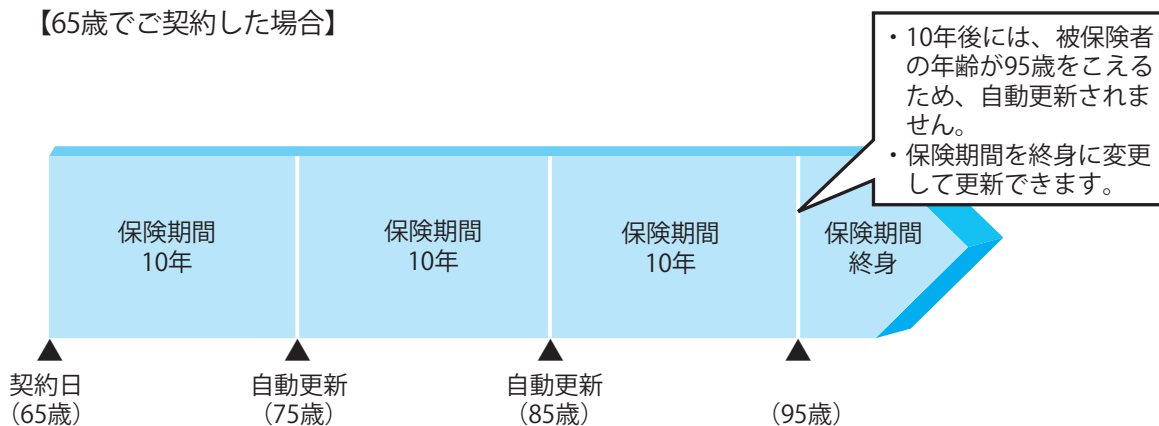 【65歳でご契約した場合】
・10年後には、被保険者
の年齢が95歳をこえる
ため、自動更新されま
せん。
・保険期間を終身に変更
して更新できます。
保険期間
10年
保険期間
10年
保険期間
10年
保険期間
終身
契約日
（65歳）
自動更新
（75歳）
自動更新
（85歳）
（95歳）